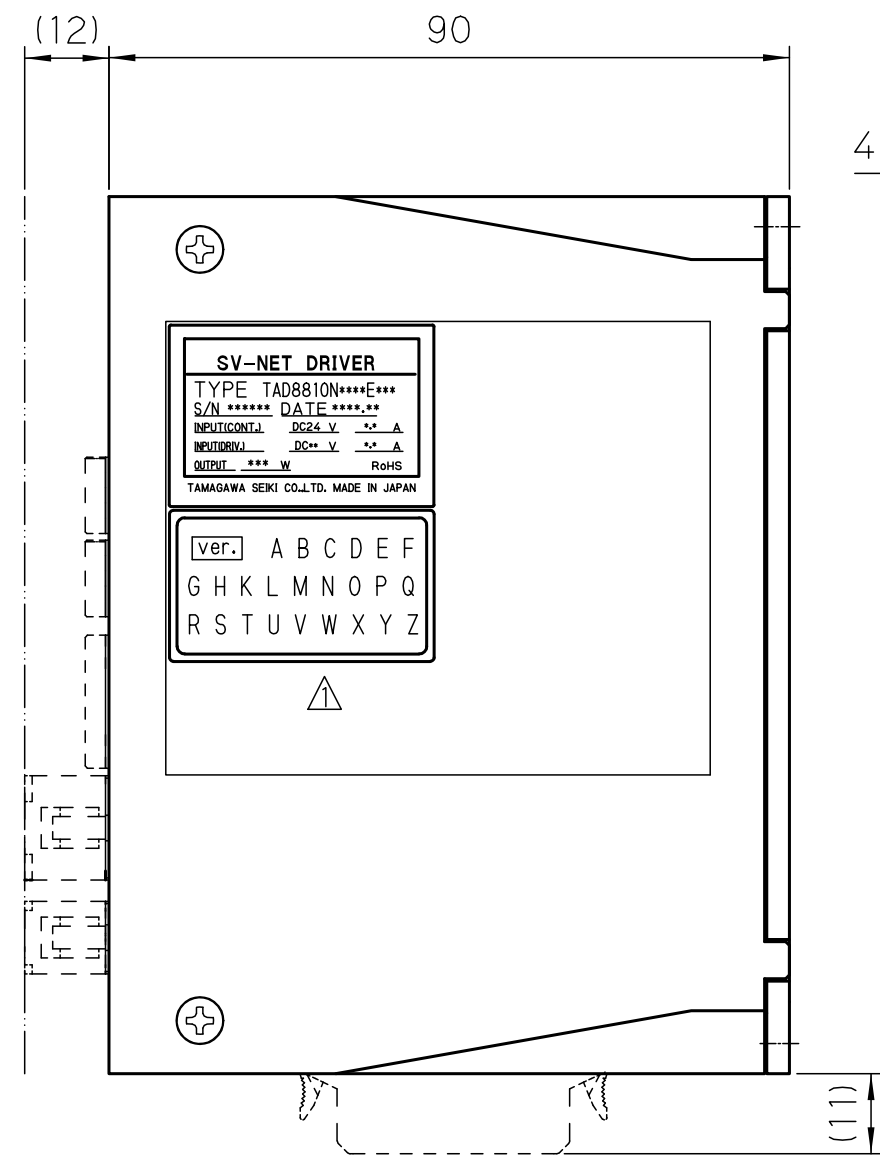 (12)
90
4
SV-NET DRIVER
TYPE TAD8810N****E***
S/N ****** DATE ****.**
INPUT(CONT.) DC24 V *.* A
INPUT(DRIV.) DC** V *.* A
OUTPUT *** W RoHS
TAMAGAWA SEIKI CO.,LTD. MADE IN JAPAN
ver. A B C D E F
G H K L M N O P Q
R S T U V W X Y Z
1
(11)